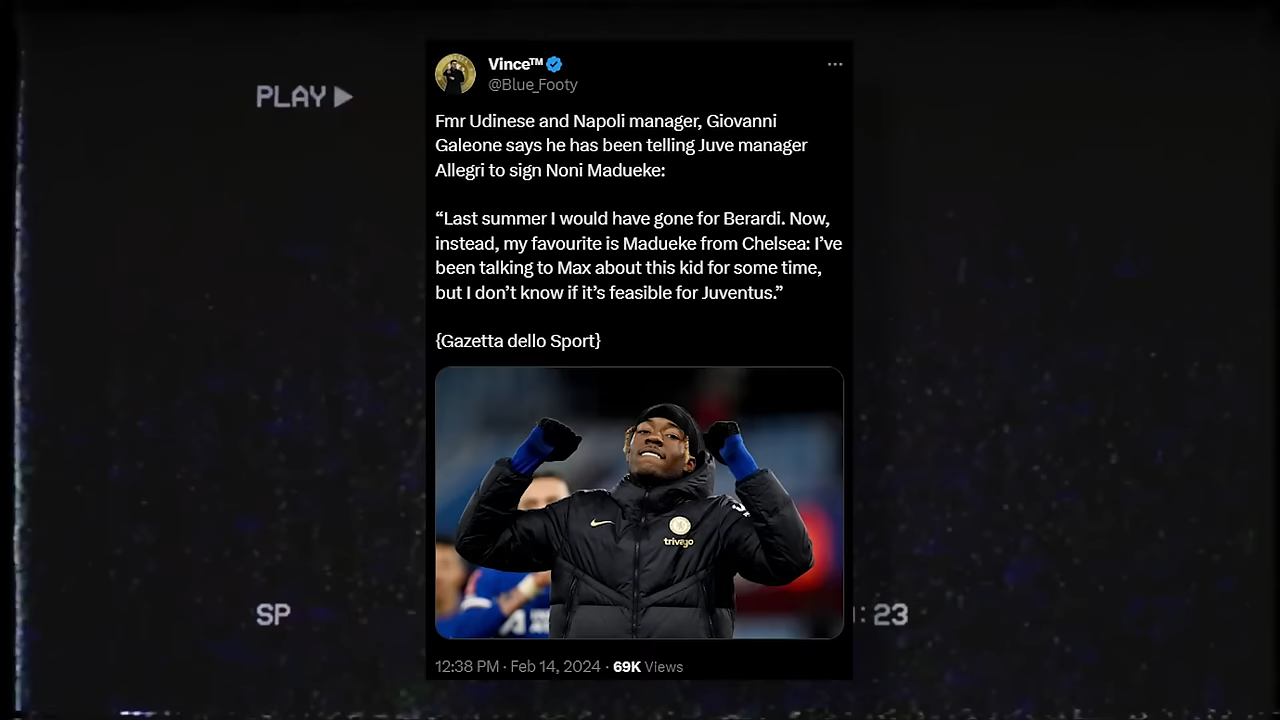 PLAY
Vince™
@Blue_Footy
Fmr Udinese and Napoli manager, Giovanni
Galeone says he has been telling Juve manager
Allegri to sign Noni Madueke:
“Last summer I would have gone for Berardi. Now,
instead, my favourite is Madueke from Chelsea: I’ve
been talking to Max about this kid for some time,
but I don’t know if it’s feasible for Juventus.”
{Gazetta dello Sport}
trivago
SP
: 23
12:38 PM · Feb 14, 2024 · 69K Views